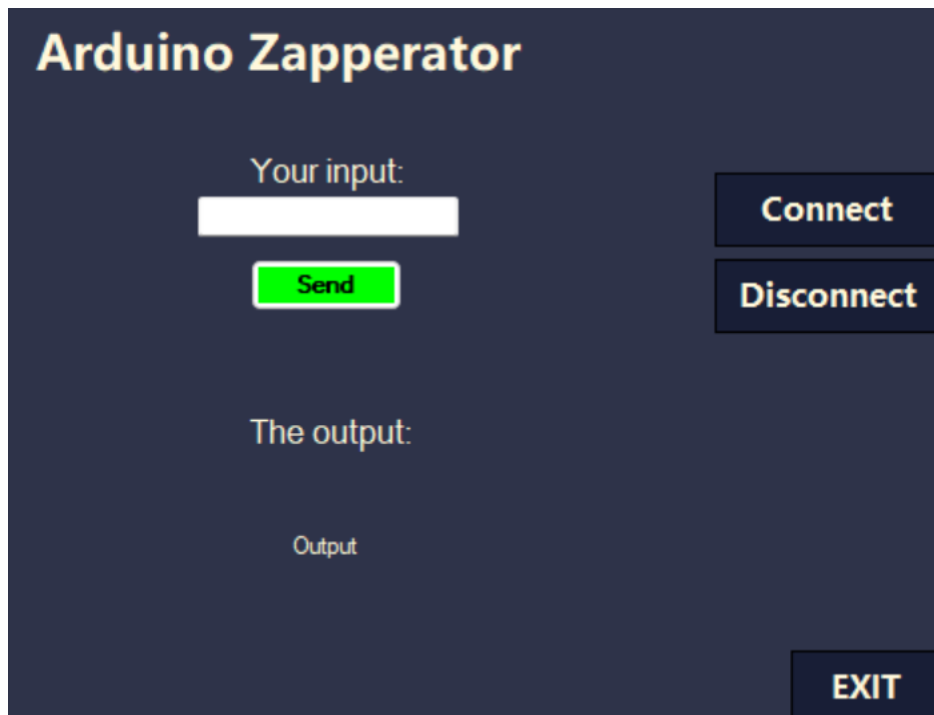 Arduino Zapperator
Your input:
Connect
Send
Disconnect
The output:
Output
EXIT